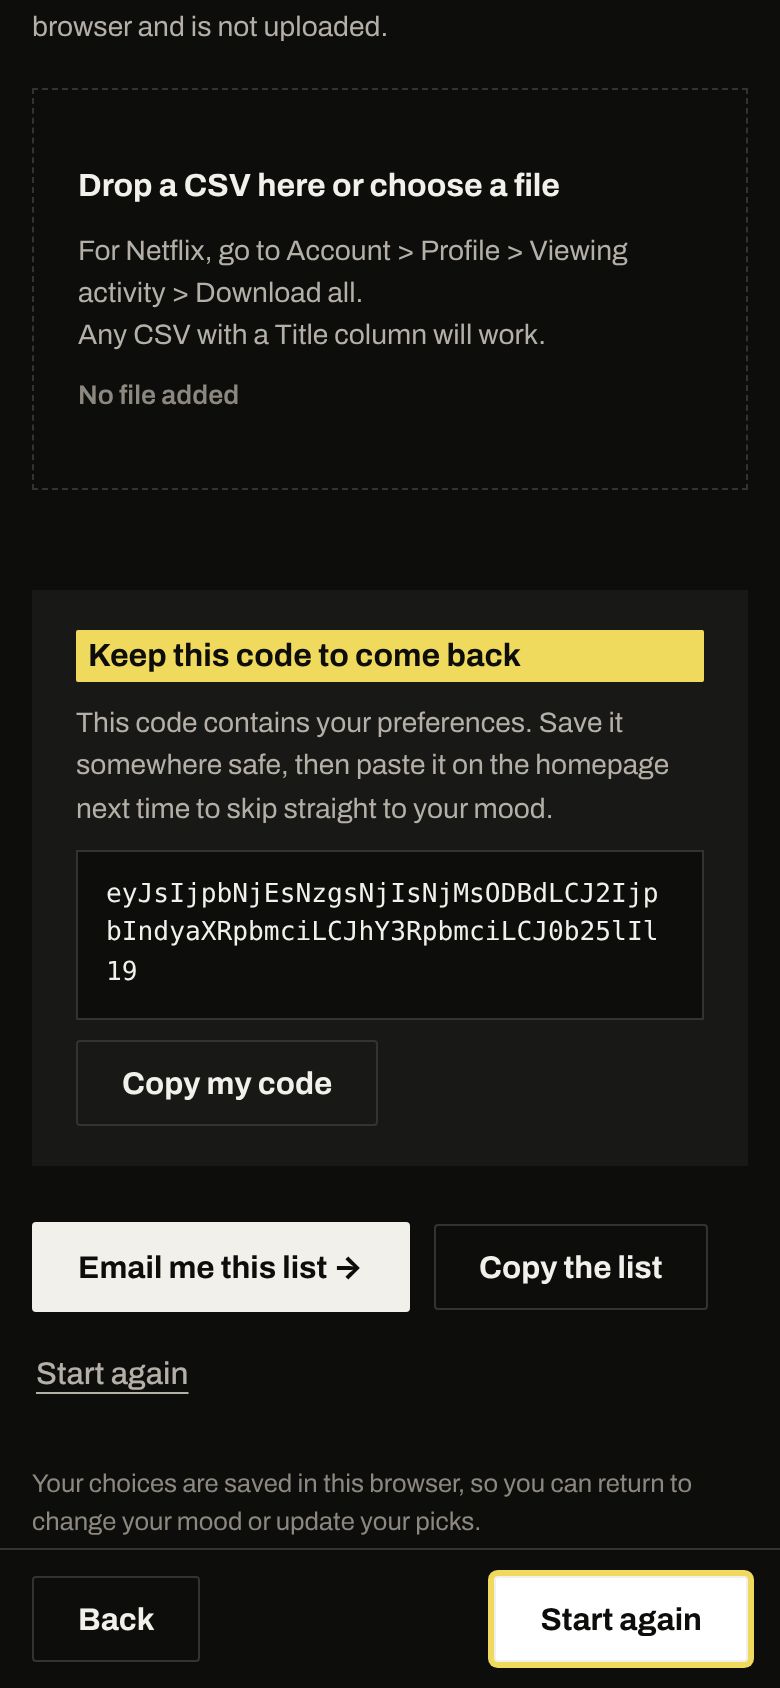 browser and is not uploaded.
Drop a CSV here or choose a file
For Netflix, go to Account > Profile > Viewing
activity > Download all.
Any CSV with a Title column will work.
No file added
Keep this code to come back
This code contains your preferences. Save it
somewhere safe, then paste it on the homepage
next time to skip straight to your mood.
eyJsIjpbNjEsNzgsNjIsNjMsODBdLCJ2Ijp
bIndyaXRpbmciLCJhY3RpbmciLCJ0b25lIl
19
Copy my code
Email me this list →
Copy the list
Start again
Your choices are saved in this browser, so you can return to
change your mood or update your picks.
Back
Start again